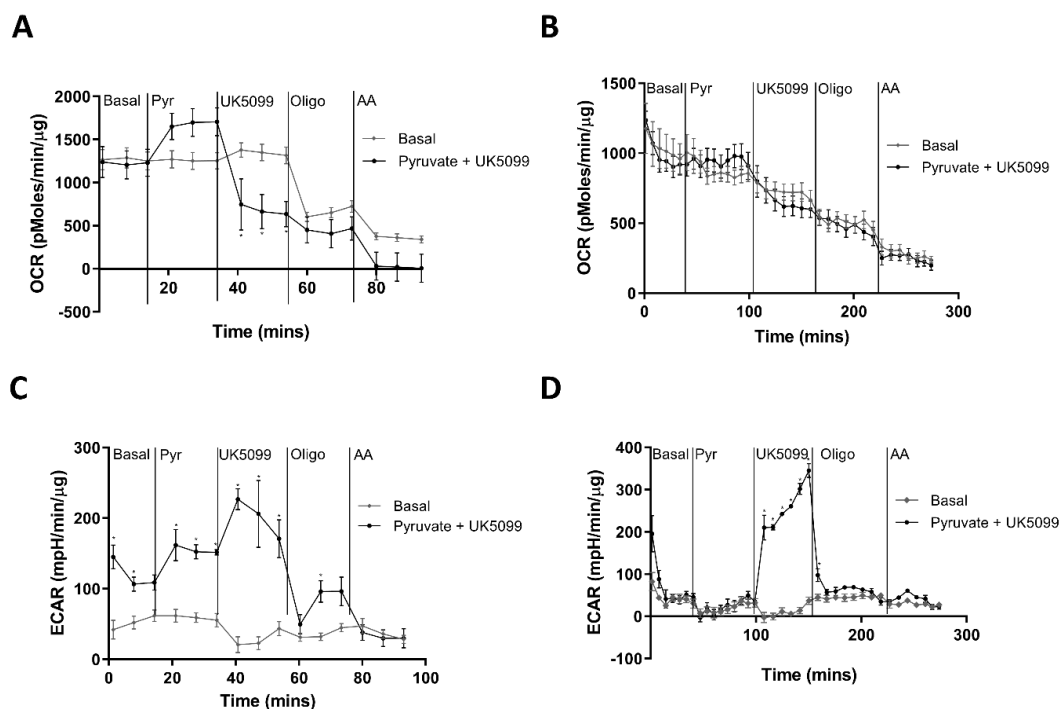 A
B
Basal Pyr UK5099 Oligo AA
2000
1500
1000
500
0
-500
20 40 60 80
OCR (pMoles/min/µg)
Time (mins)
Basal
Pyruvate + UK5099
Basal Pyr UK5099 Oligo AA
1500
1000
500
0
0 100 200 300
OCR (pMoles/min/µg)
Time (mins)
Basal
Pyruvate + UK5099
C
D
Basal Pyr UK5099 Oligo AA
300
200
100
0
0 20 40 60 80 100
ECAR (mpH/min/µg)
Time (mins)
Basal
Pyruvate + UK5099
Basal Pyr UK5099 Oligo AA
400
300
200
100
0
-100
100 200 300
ECAR (mpH/min/µg)
Time (mins)
Basal
Pyruvate + UK5099